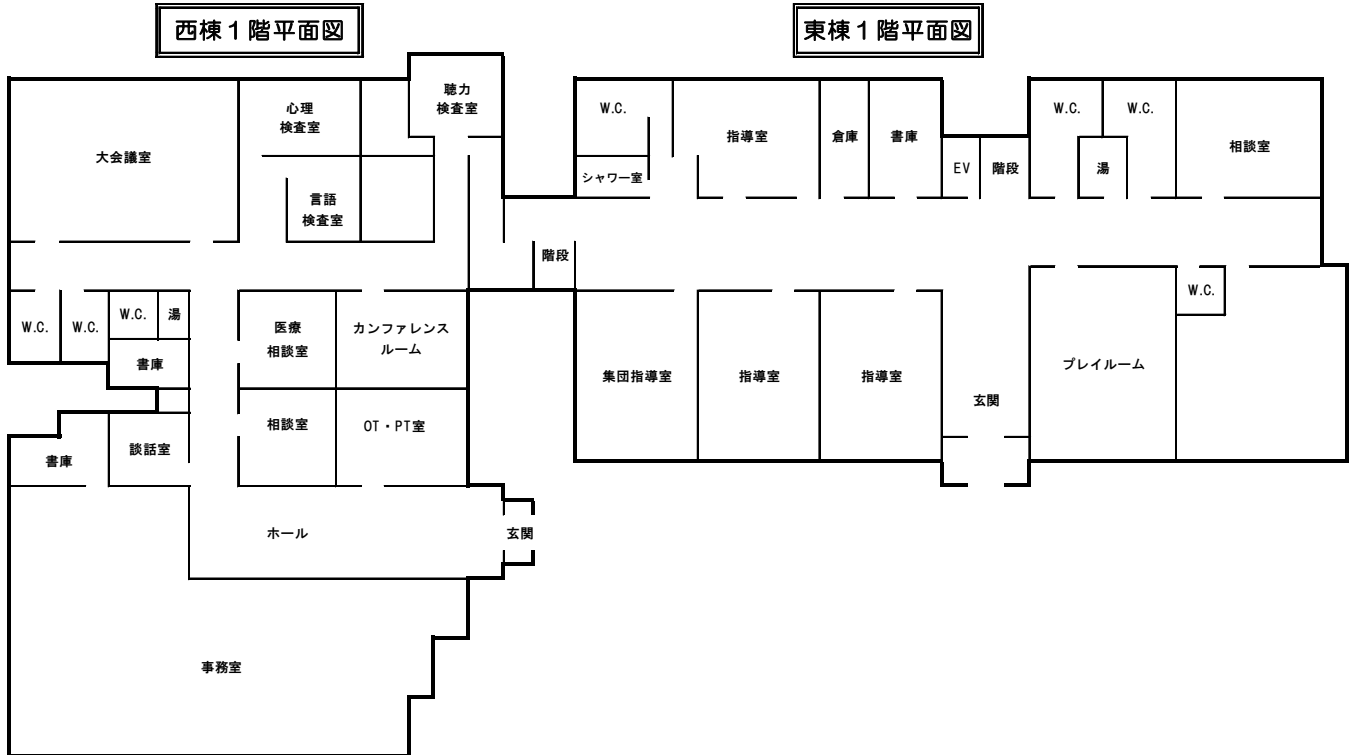 西棟１階平面図
東棟１階平面図
大会議室
心理
検査室
聴力
検査室
言語
検査室
W.C.
W.C.
W.C.
湯
書庫
医療
相談室
カンファレンス
ルーム
相談室
OT・PT室
書庫
談話室
ホール
玄関
事務室
階段
W.C.
シャワー室
指導室
倉庫
書庫
EV
階段
W.C.
W.C.
湯
相談室
集団指導室
指導室
指導室
玄関
プレイルーム
W.C.